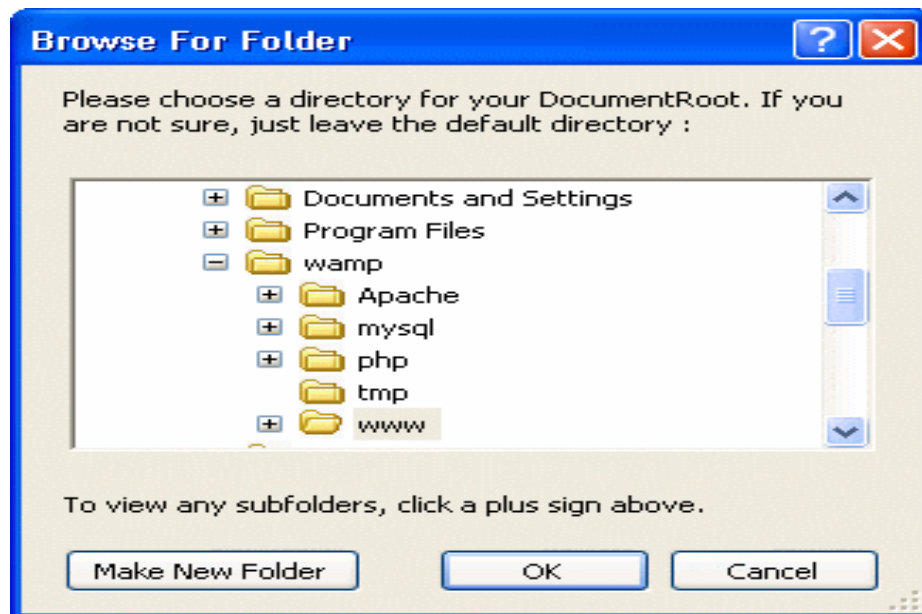 Browse For Folder
Please choose a directory for your DocumentRoot. If you
are not sure, just leave the default directory :
Documents and Settings
Program Files
wamp
Apache
mysql
php
tmp
www
To view any subfolders, click a plus sign above.
Make New Folder OK Cancel